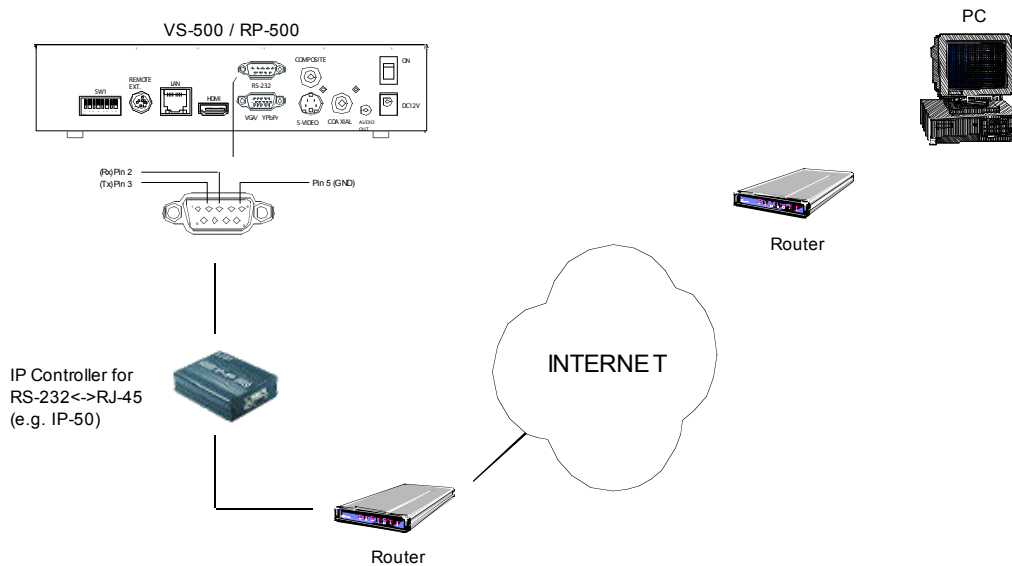 VS-500 / RP-500
PC
COMPOSITE
ON
REMOTE
EXT.
LAN
SW1
HDMI
RS-232
DC12V
VGA/ YPbPr
S-VIDEO
COAXIAL
AUDIO
OUT
(Rx)Pin 2
(Tx)Pin 3
Pin 5 (GND)
Router
INTERNET
IP Controller for
RS-232<->RJ-45
(e.g. IP-50)
Router